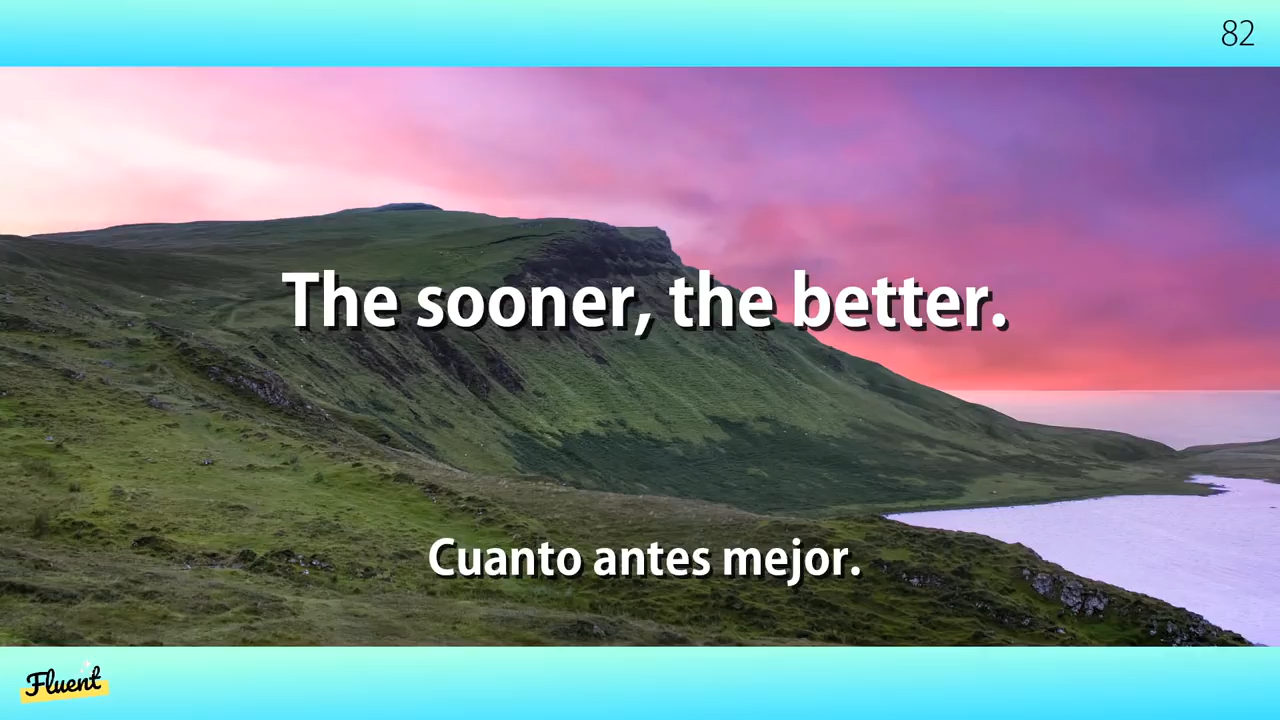 82
The sooner, the better.
Cuanto antes mejor.
Fluent